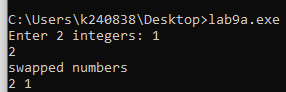 C:\Users\k240838\Desktop>lab9a.exe
Enter 2 integers: 1
2
swapped numbers
2 1